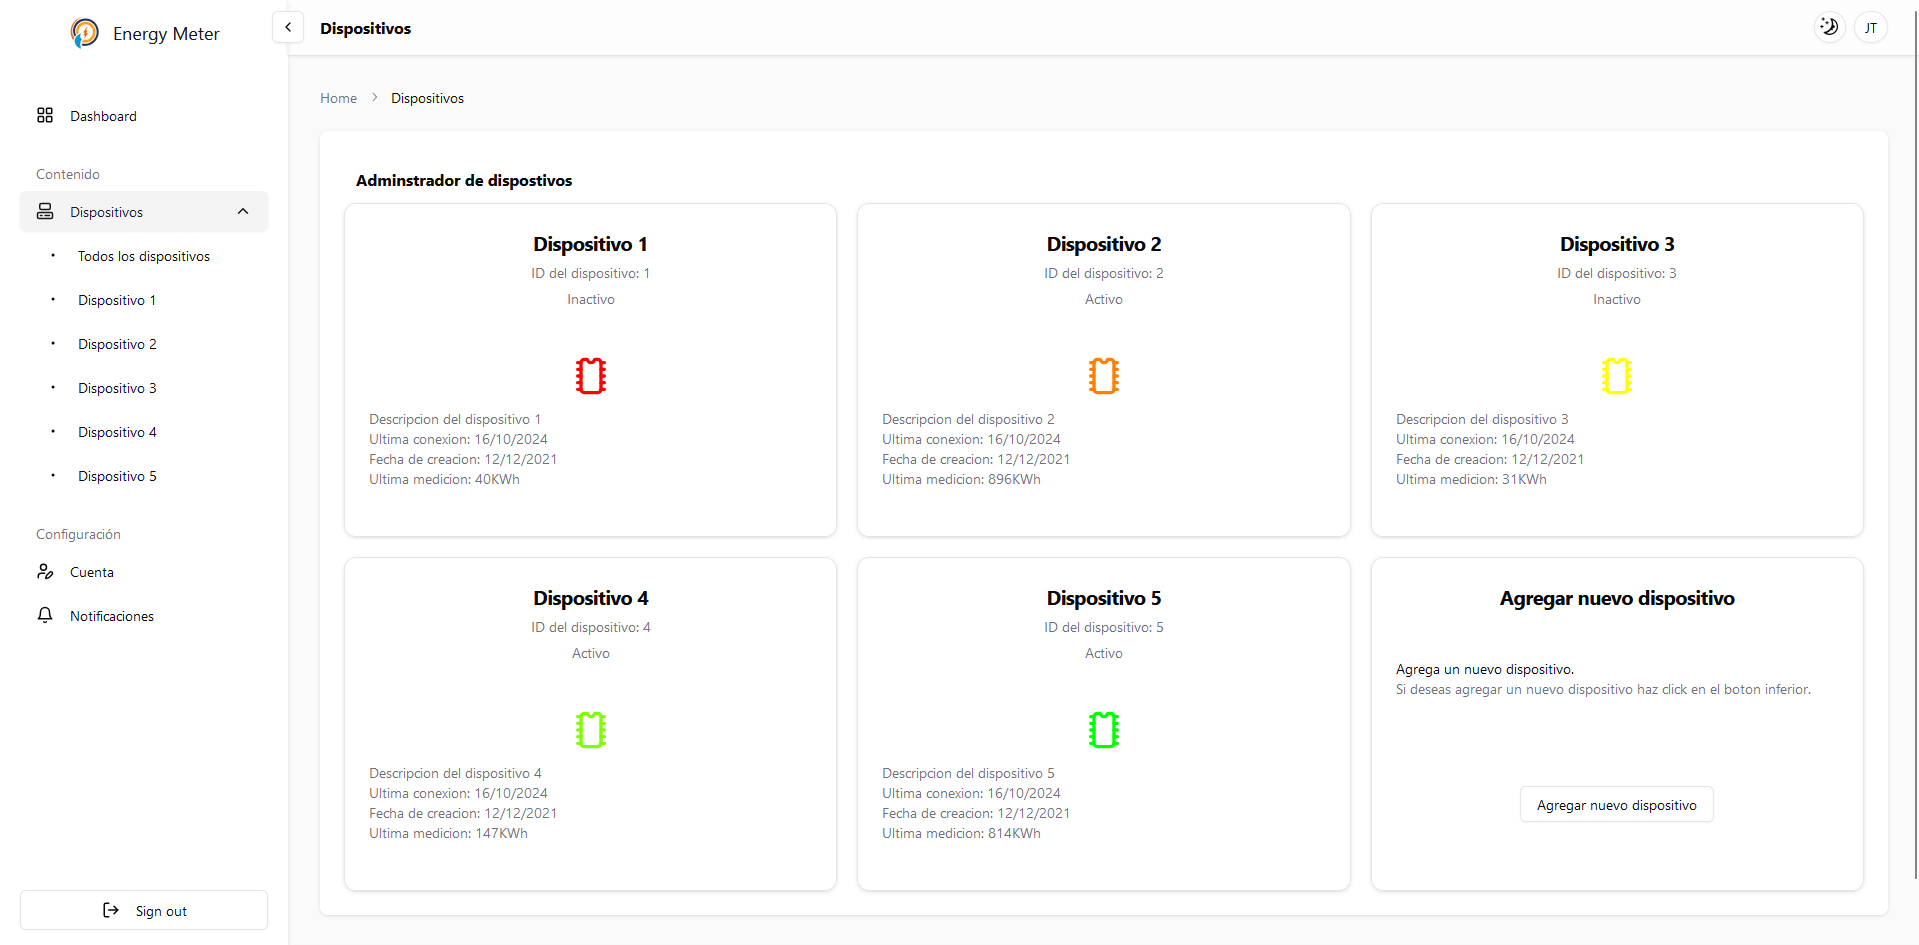 Energy Meter
Dispositivos
JT
Dashboard
Contenido
Dispositivos
Todos los dispositivos
Dispositivo 1
Dispositivo 2
Dispositivo 3
Dispositivo 4
Dispositivo 5
Configuración
Cuenta
Notificaciones
Sign out
Home > Dispositivos
Adminstrador de dispostivos
Dispositivo 1
ID del dispositivo: 1
Inactivo
Descripcion del dispositivo 1
Ultima conexion: 16/10/2024
Fecha de creacion: 12/12/2021
Ultima medicion: 40KWh
Dispositivo 2
ID del dispositivo: 2
Activo
Descripcion del dispositivo 2
Ultima conexion: 16/10/2024
Fecha de creacion: 12/12/2021
Ultima medicion: 896KWh
Dispositivo 3
ID del dispositivo: 3
Inactivo
Descripcion del dispositivo 3
Ultima conexion: 16/10/2024
Fecha de creacion: 12/12/2021
Ultima medicion: 31KWh
Dispositivo 4
ID del dispositivo: 4
Activo
Descripcion del dispositivo 4
Ultima conexion: 16/10/2024
Fecha de creacion: 12/12/2021
Ultima medicion: 147KWh
Dispositivo 5
ID del dispositivo: 5
Activo
Descripcion del dispositivo 5
Ultima conexion: 16/10/2024
Fecha de creacion: 12/12/2021
Ultima medicion: 814KWh
Agregar nuevo dispositivo
Agrega un nuevo dispositivo.
Si deseas agregar un nuevo dispositivo haz click en el boton inferior.
Agregar nuevo dispositivo